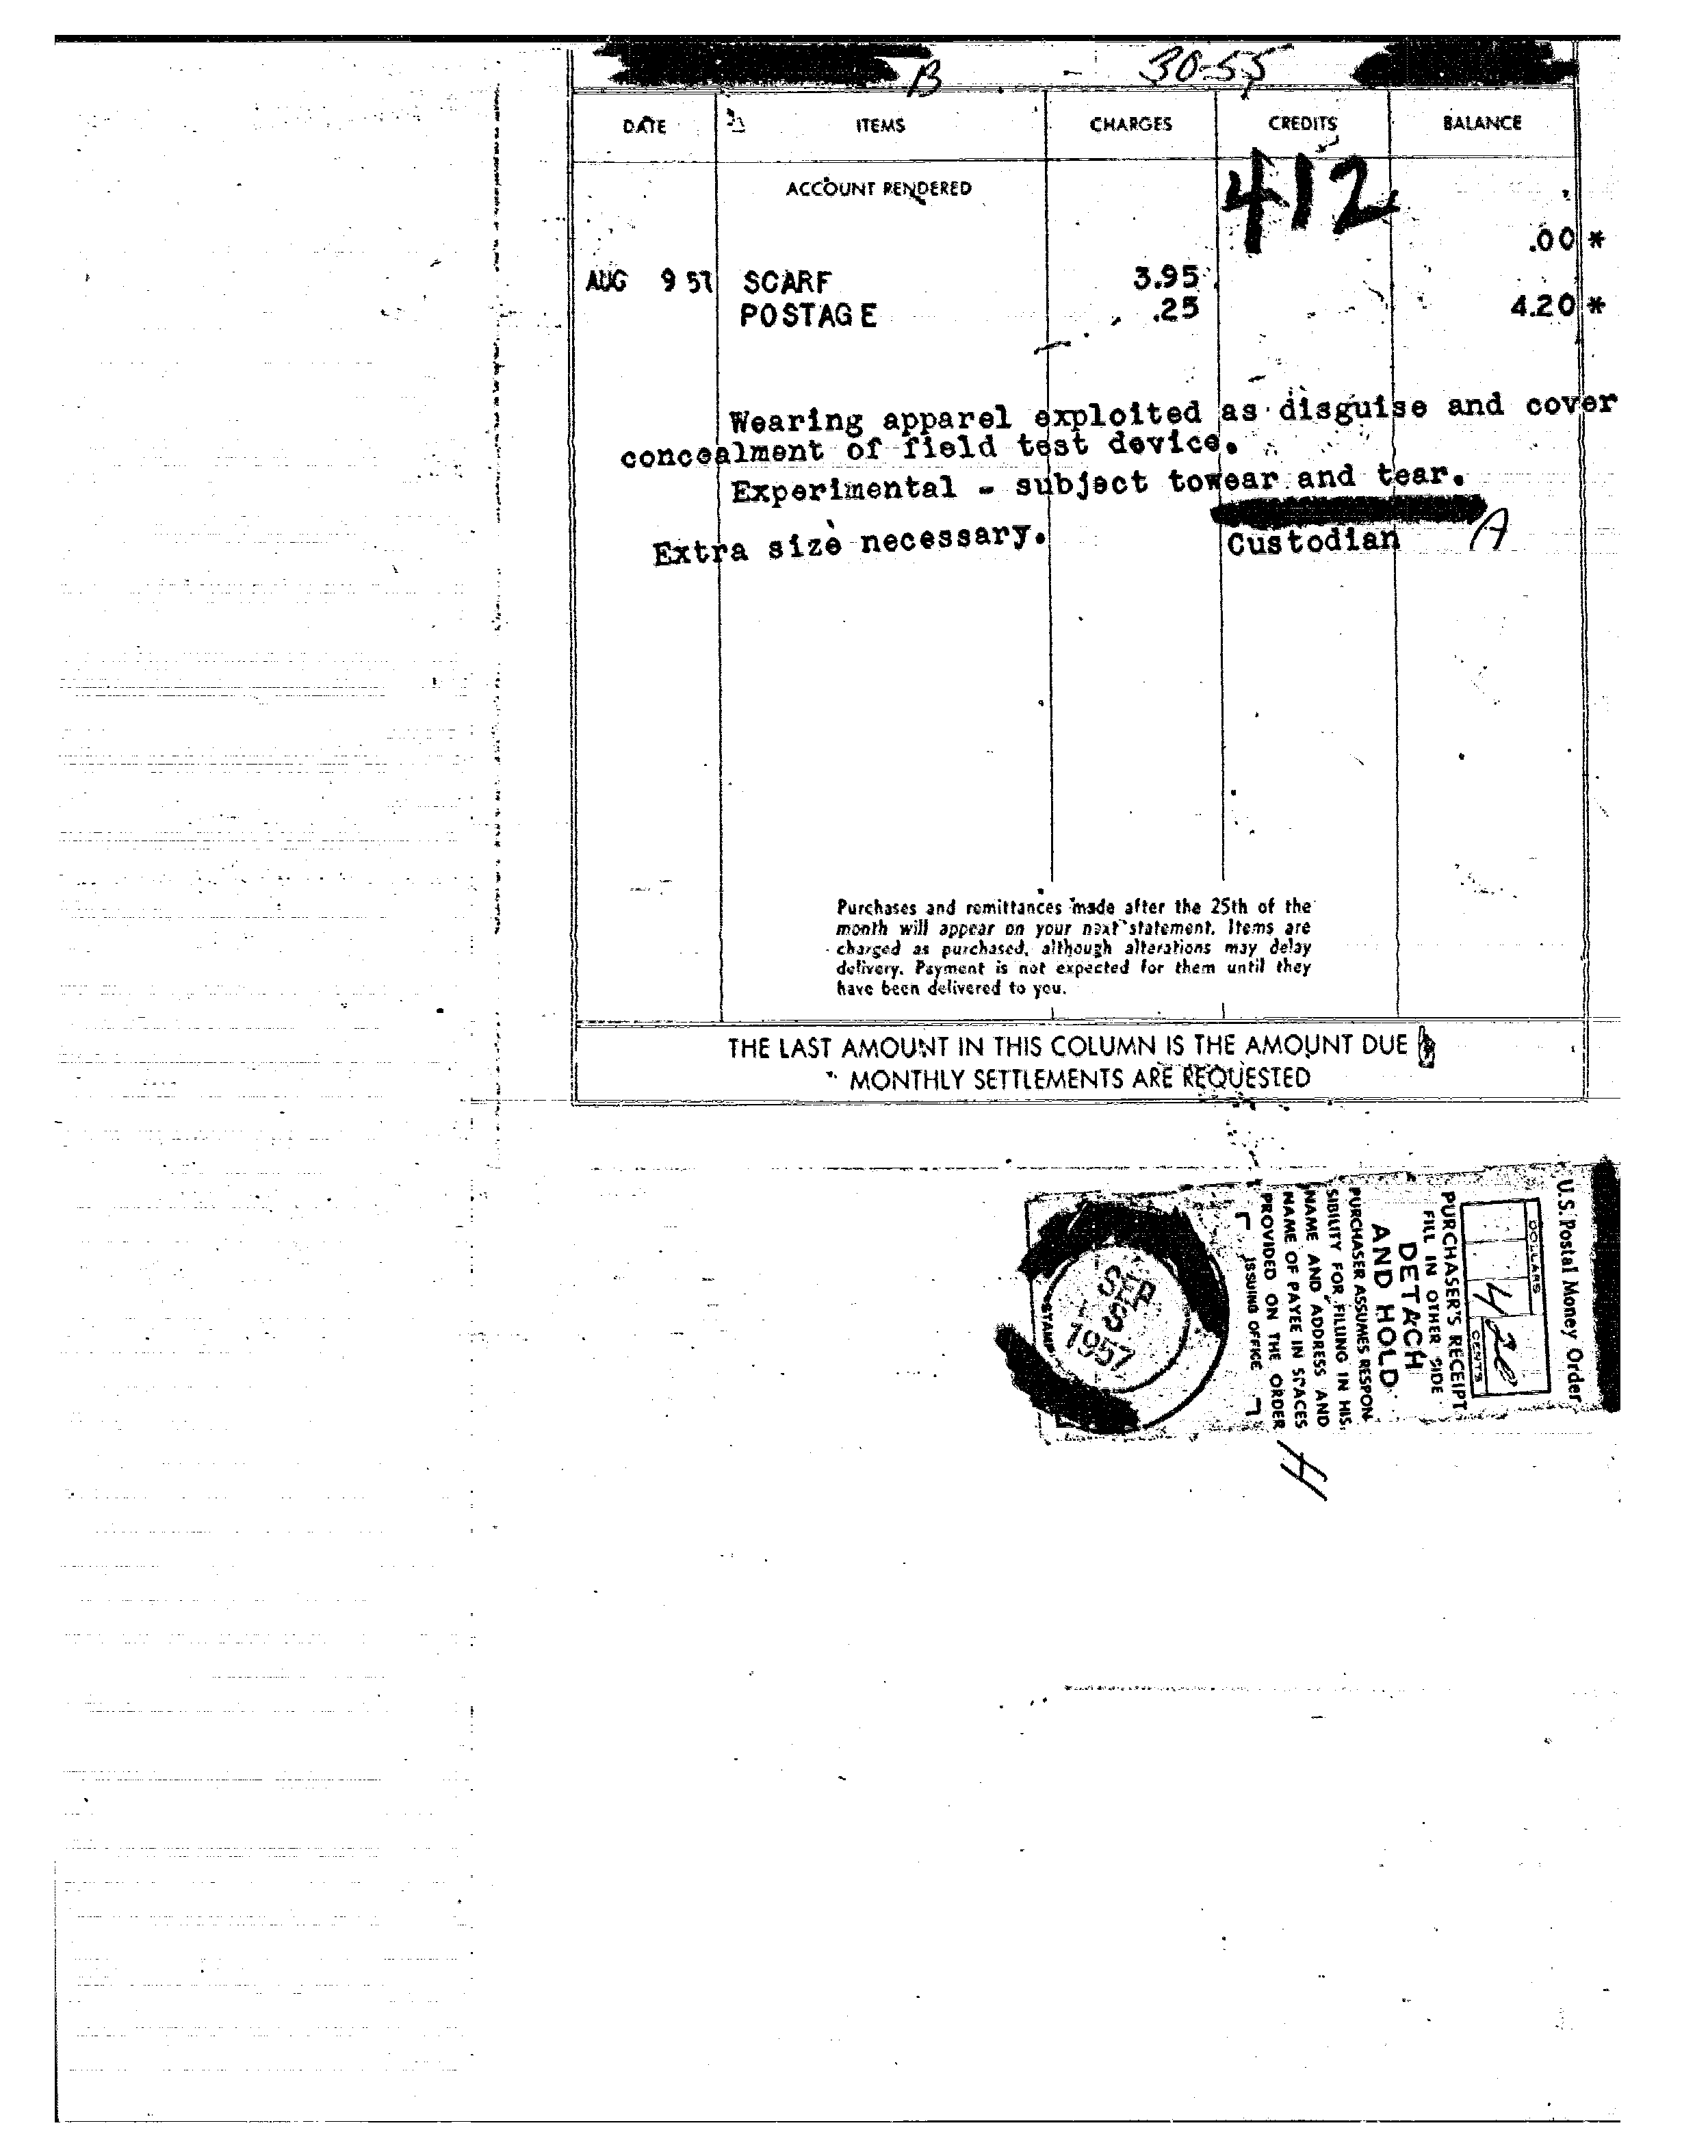 B 30-55
DATE ITEMS CHARGES CREDITS BALANCE
ACCOUNT RENDERED
412
.00 *
AUG 9 57 SCARF 3.95
POSTAGE .25 4.20 *
Wearing apparel exploited as disguise and cover
concealment of field test device.
Experimental - subject towear and tear.
Extra size necessary.
Custodian A
Purchases and remittances made after the 25th of the
month will appear on your next statement. Items are
charged as purchased, although alterations may delay
delivery. Payment is not expected for them until they
have been delivered to you.
THE LAST AMOUNT IN THIS COLUMN IS THE AMOUNT DUE
MONTHLY SETTLEMENTS ARE REQUESTED
U.S. Postal Money Order
DOLLARS CENTS
4 20
PURCHASER'S RECEIPT
FILL IN OTHER SIDE
DETACH
AND HOLD
PURCHASER ASSUMES RESPON-
SIBILITY FOR FILLING IN HIS
NAME AND ADDRESS AND
NAME OF PAYEE IN SPACES
PROVIDED ON THE ORDER
ISSUING OFFICE
SEP
5
1957
STAMP